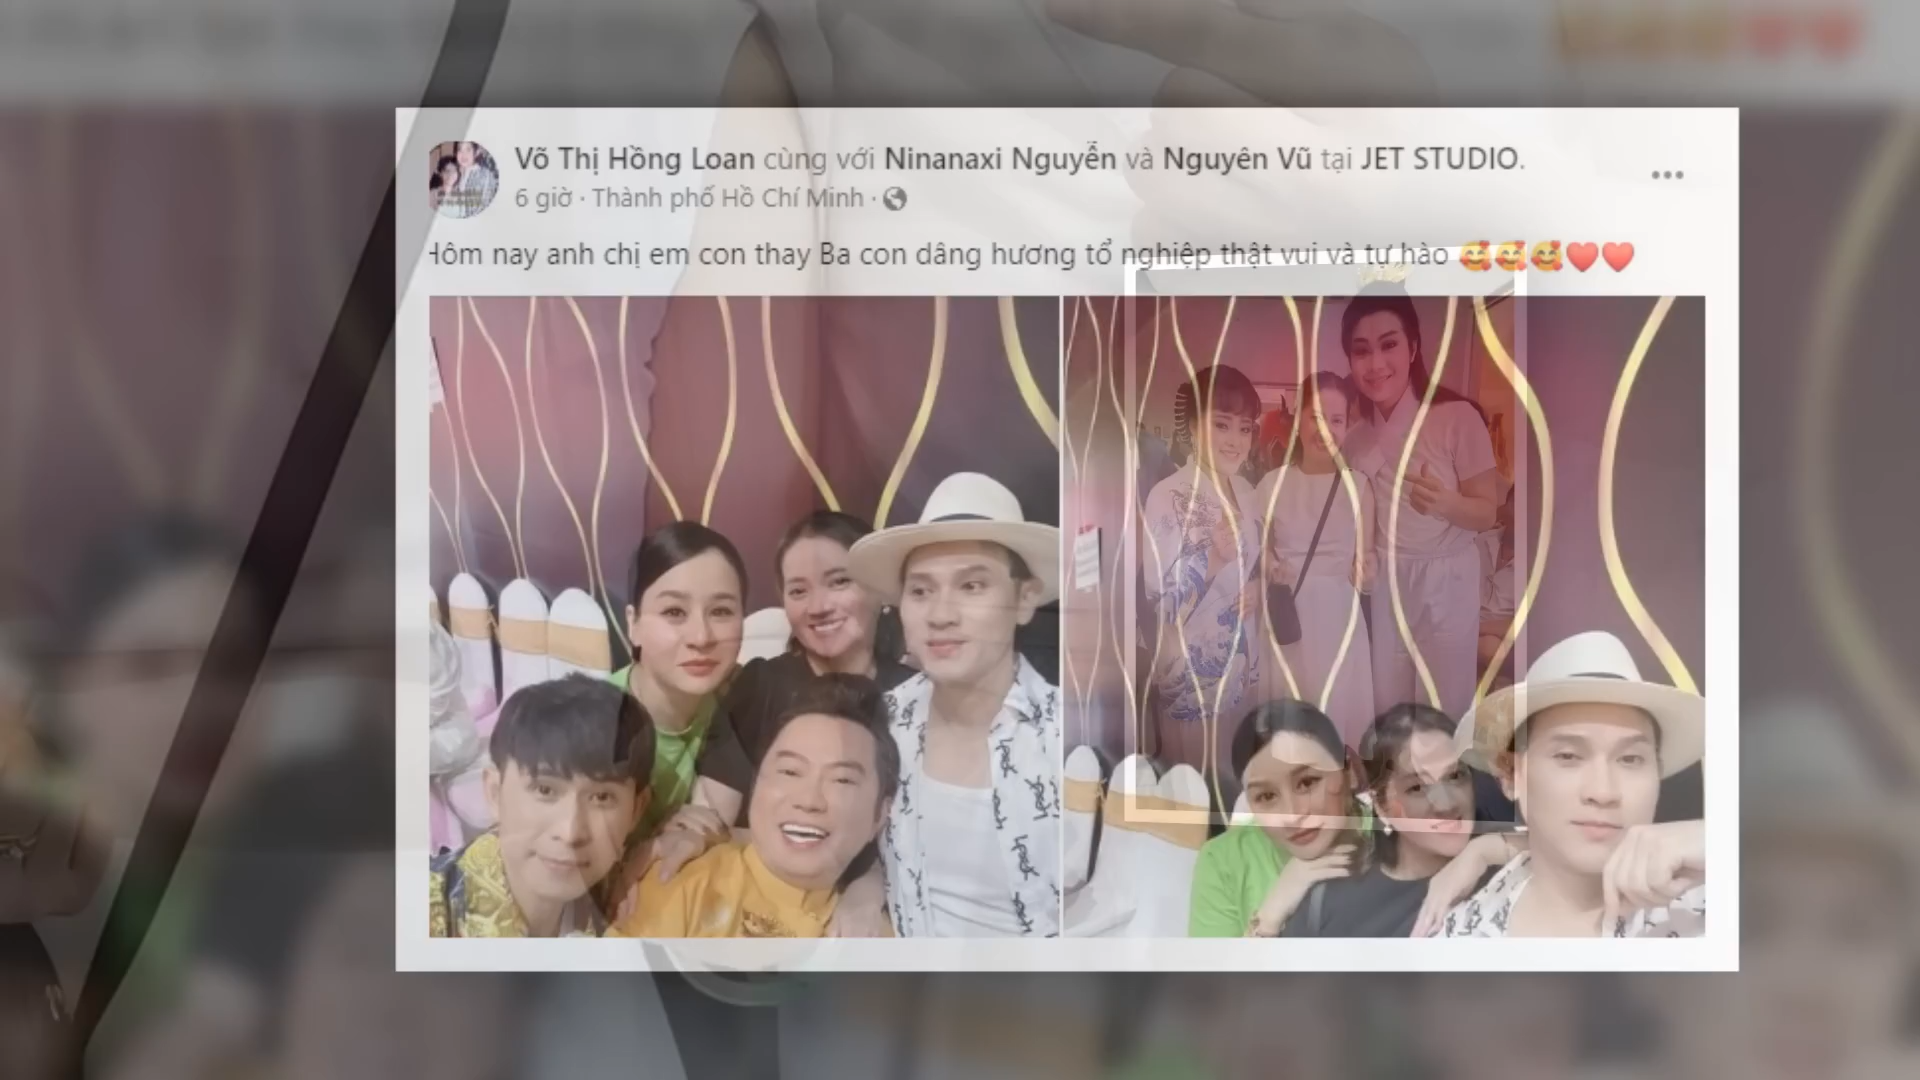 Võ Thị Hồng Loan cùng với Ninanaxi Nguyễn và Nguyên Vũ tại JET STUDIO.
6 giờ · Thành phố Hồ Chí Minh ·
Hôm nay anh chị em con thay Ba con dâng hương tổ nghiệp thật vui và tự hào 🥰🥰🥰❤️❤️